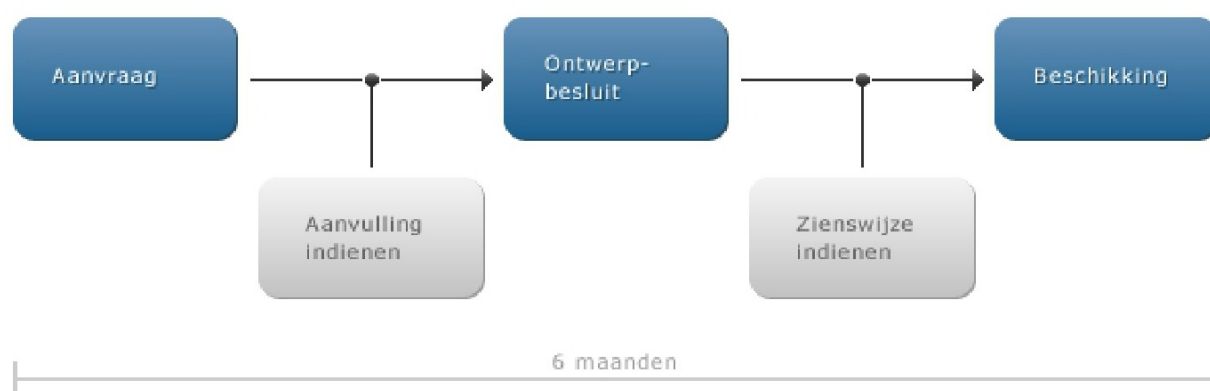 Aanvraag
Ontwerp-
besluit
Beschikking
Aanvulling
indienen
Zienswijze
indienen
6 maanden